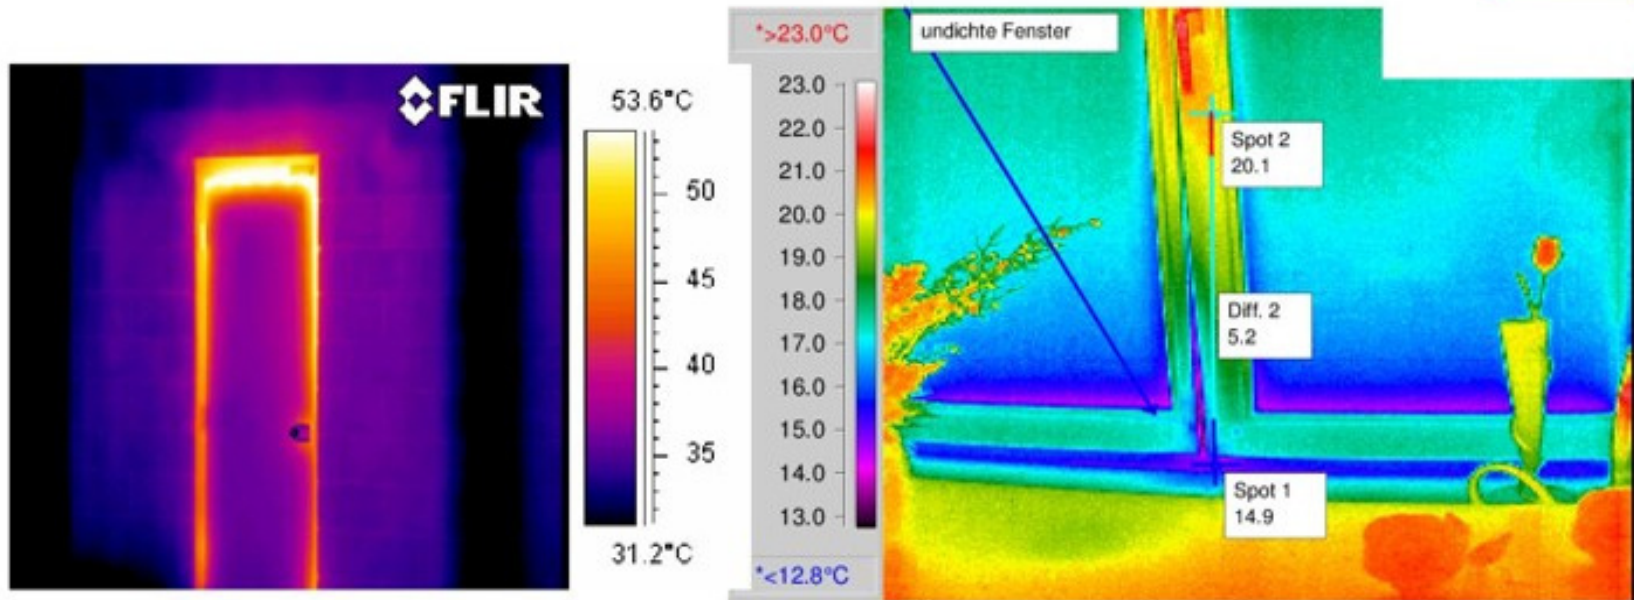 FLIR
53.6°C
50
45
40
35
31.2°C
*>23.0°C
23.0
22.0
21.0
20.0
19.0
18.0
17.0
16.0
15.0
14.0
13.0
*<12.8°C
undichte Fenster
Spot 2
20.1
Diff. 2
5.2
Spot 1
14.9